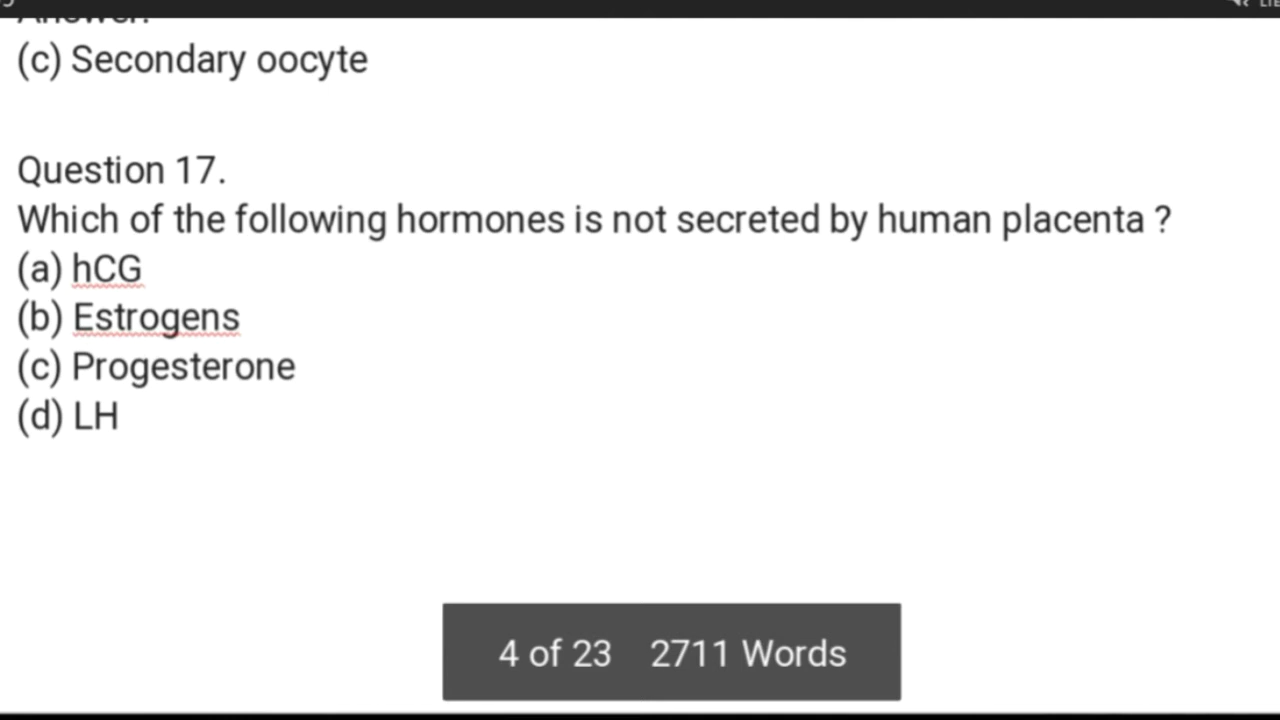 (c) Secondary oocyte
Question 17.
Which of the following hormones is not secreted by human placenta ?
(a) hCG
(b) Estrogens
(c) Progesterone
(d) LH
4 of 23 2711 Words